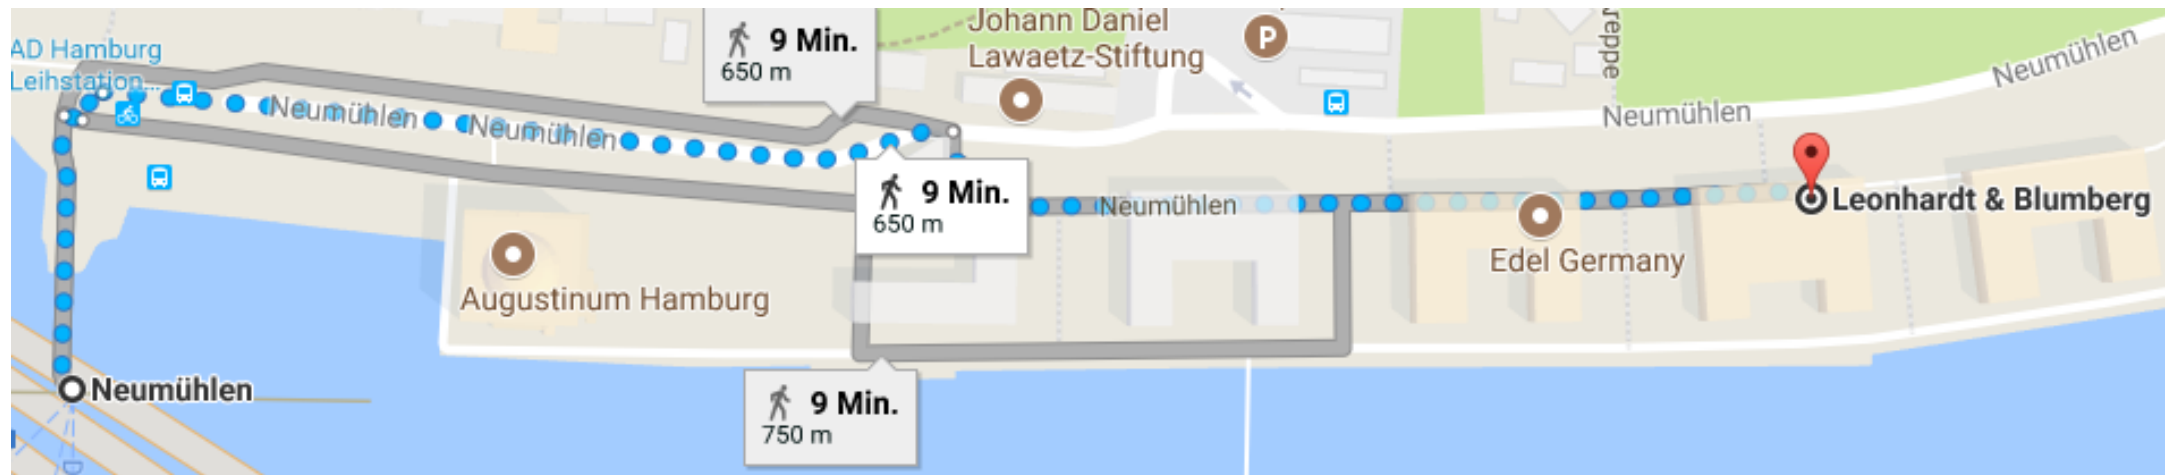 AD Hamburg
Leihstation...
9 Min.
650 m
Johann Daniel
Lawaetz-Stiftung
P
reppe
Neumühlen
Neumühlen
Neumühlen
Neumühlen
9 Min.
650 m
Neumühlen
Leonhardt & Blumberg
Edel Germany
Augustinum Hamburg
Neumühlen
9 Min.
750 m
D